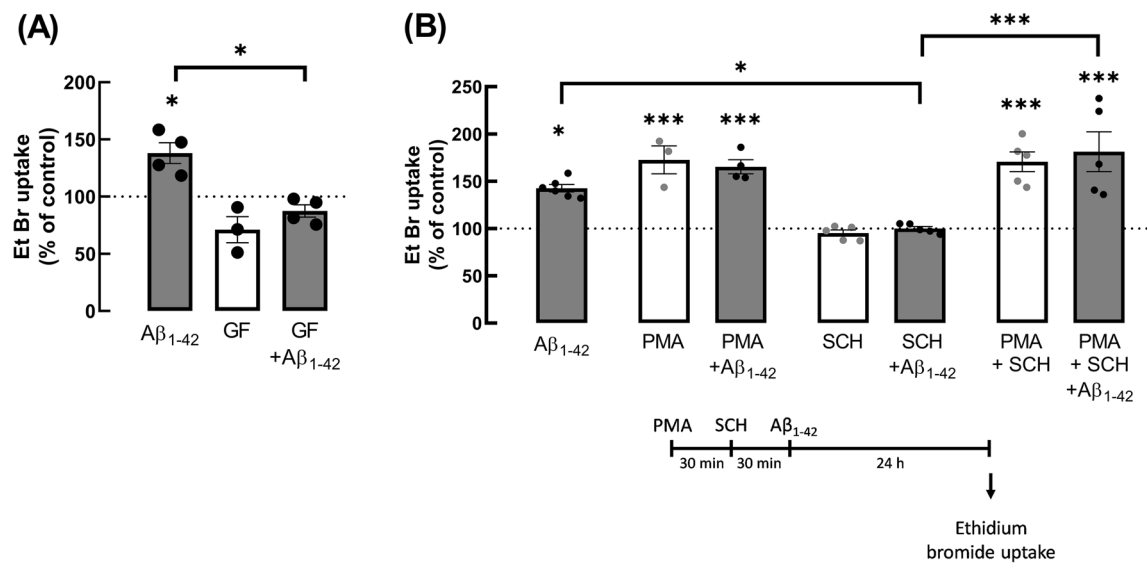 (A)
*
*
Et Br uptake
(% of control)
200
150
100
50
0
Aβ1-42
GF
GF
+Aβ1-42
(B)
***
*
*
***
***
***
***
Et Br uptake
(% of control)
250
200
150
100
50
0
Aβ1-42
PMA
PMA
+Aβ1-42
SCH
SCH
+Aβ1-42
PMA
+ SCH
PMA
+ SCH
+Aβ1-42
PMA SCH Aβ1-42
30 min 30 min 24 h
Ethidium
bromide uptake